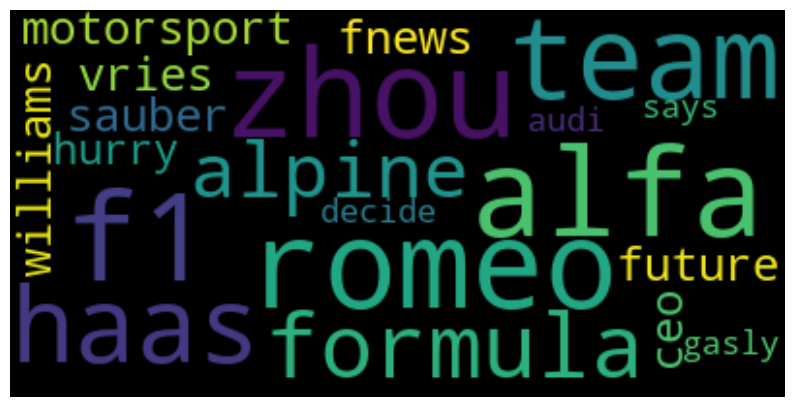 motorsport
fnews
team
vries
zhou
sauber
audi
says
williams
hurry
alpine
alfa
decide
f1
romeo
future
haas
formula
ceo
gasly